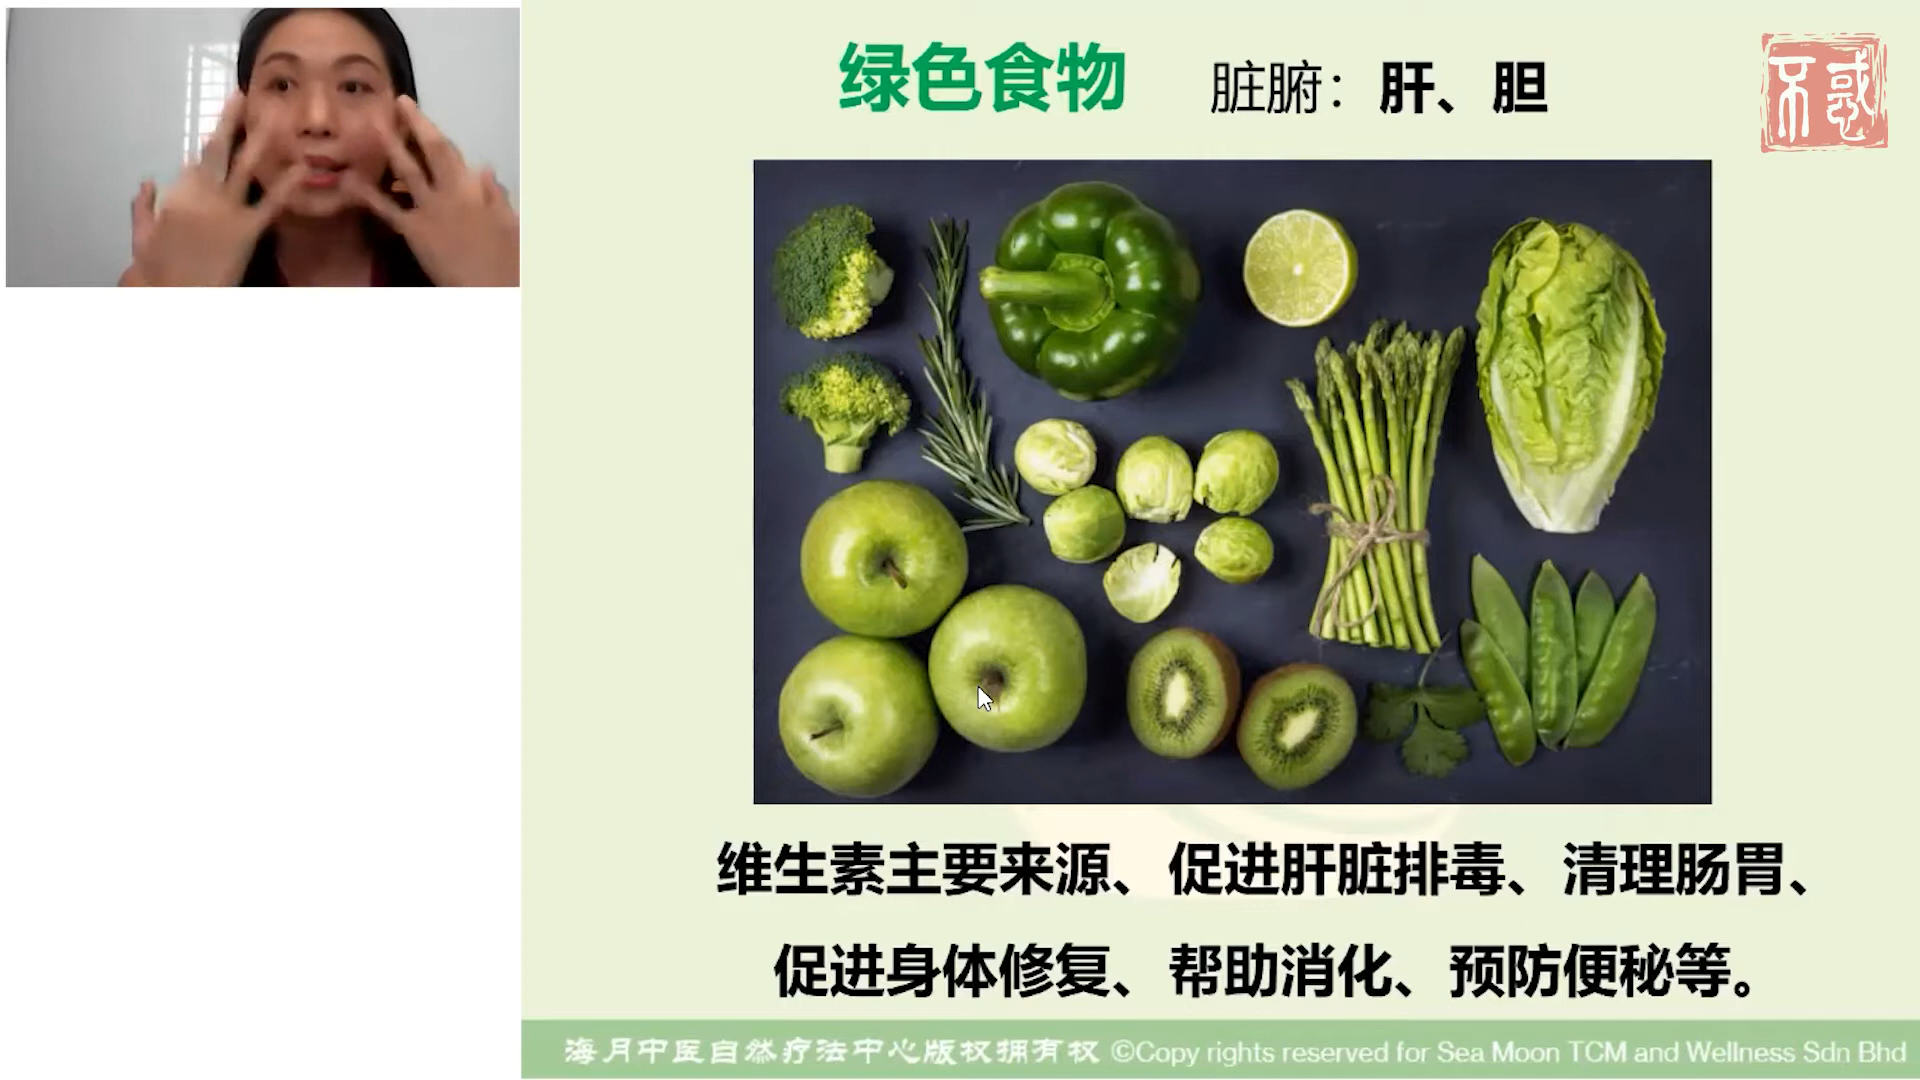 绿色食物 脏腑：肝、胆
不惑
维生素主要来源、促进肝脏排毒、清理肠胃、
促进身体修复、帮助消化、预防便秘等。
海月中医自然疗法中心版权拥有权 ©Copy rights reserved for Sea Moon TCM and Wellness Sdn Bhd